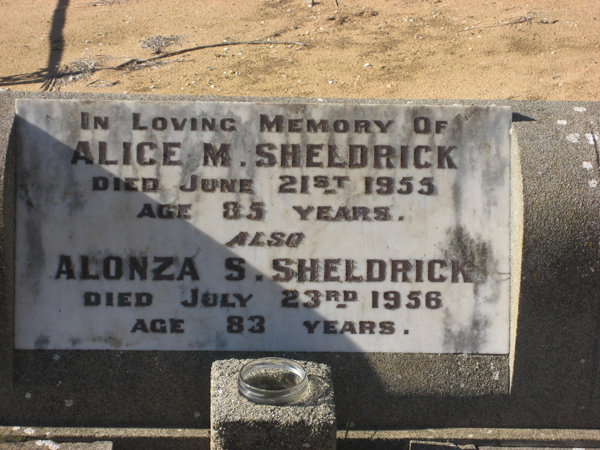 IN LOVING MEMORY OF
ALICE M. SHELDRICK
DIED JUNE 21ST 1955
AGE 85 YEARS.
ALSO
ALONZA S. SHELDRICK
DIED JULY 23RD 1956
AGE 83 YEARS.